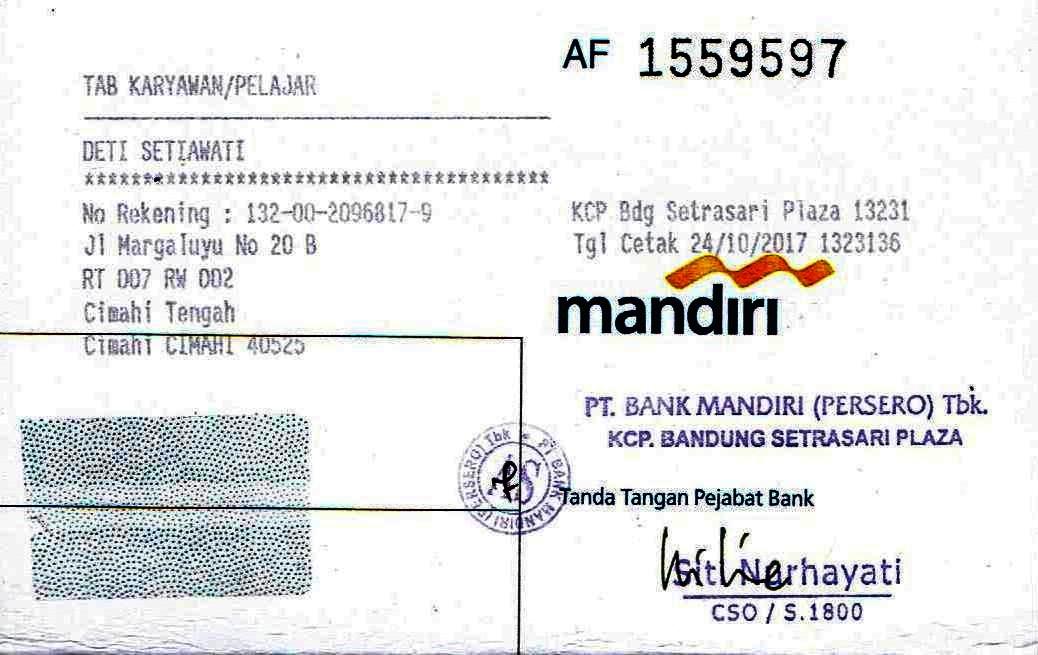 AF 1559597
TAB KARYAWAN/PELAJAR
DETI SETIAWATI
****************************************
No Rekening : 132-00-2096817-9
Jl Margaluyu No 20 B
RT 007 RW 002
Cimahi Tengah
Cimahi CIMAHI 40525
KCP Bdg Setrasari Plaza 13231
Tgl Cetak 24/10/2017 1323136
mandiri
PT. BANK MANDIRI (PERSERO) Tbk.
KCP. BANDUNG SETRASARI PLAZA
PT BANK MANDIRI (PERSERO) Tbk
Tanda Tangan Pejabat Bank
Siti Nurhayati
CSO / S.1800